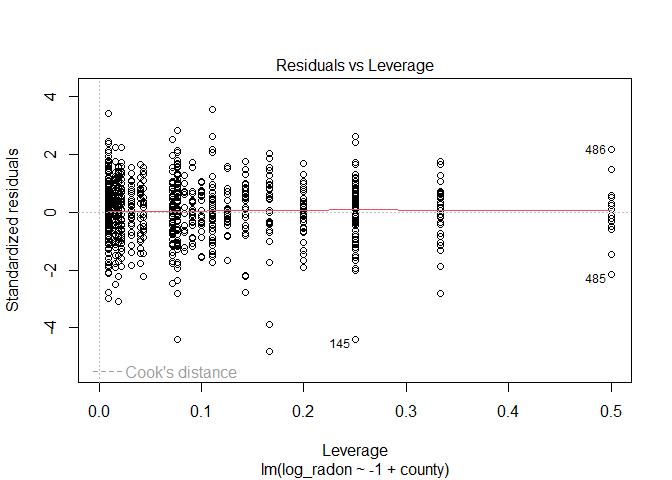 Residuals vs Leverage
Standardized residuals
4
2
0
-2
-4
486
485
145
Cook's distance
0.0 0.1 0.2 0.3 0.4 0.5
Leverage
lm(log_radon ~ -1 + county)